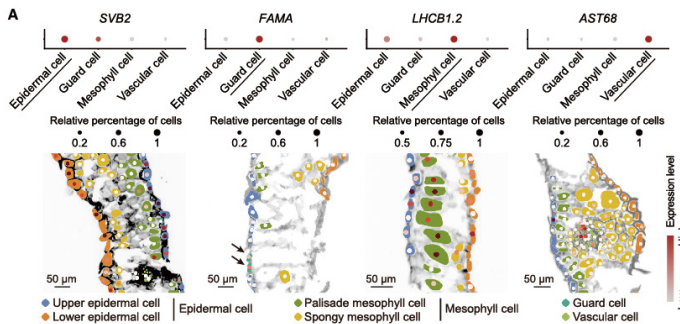 A
SVB2 FAMA LHCB1.2 AST68
Epidermal cell Guard cell Mesophyll cell Vascular cell Epidermal cell Guard cell Mesophyll cell Vascular cell Epidermal cell Guard cell Mesophyll cell Vascular cell Epidermal cell Guard cell Mesophyll cell Vascular cell
Relative percentage of cells Relative percentage of cells Relative percentage of cells Relative percentage of cells
0.2 0.6 1 0.2 0.6 1 0.5 0.75 1 0.2 0.6 1
Expression level
High
50 µm 50 µm 50 µm 50 µm
Upper epidermal cell Epidermal cell Palisade mesophyll cell Mesophyll cell Guard cell
Lower epidermal cell Spongy mesophyll cell Vascular cell